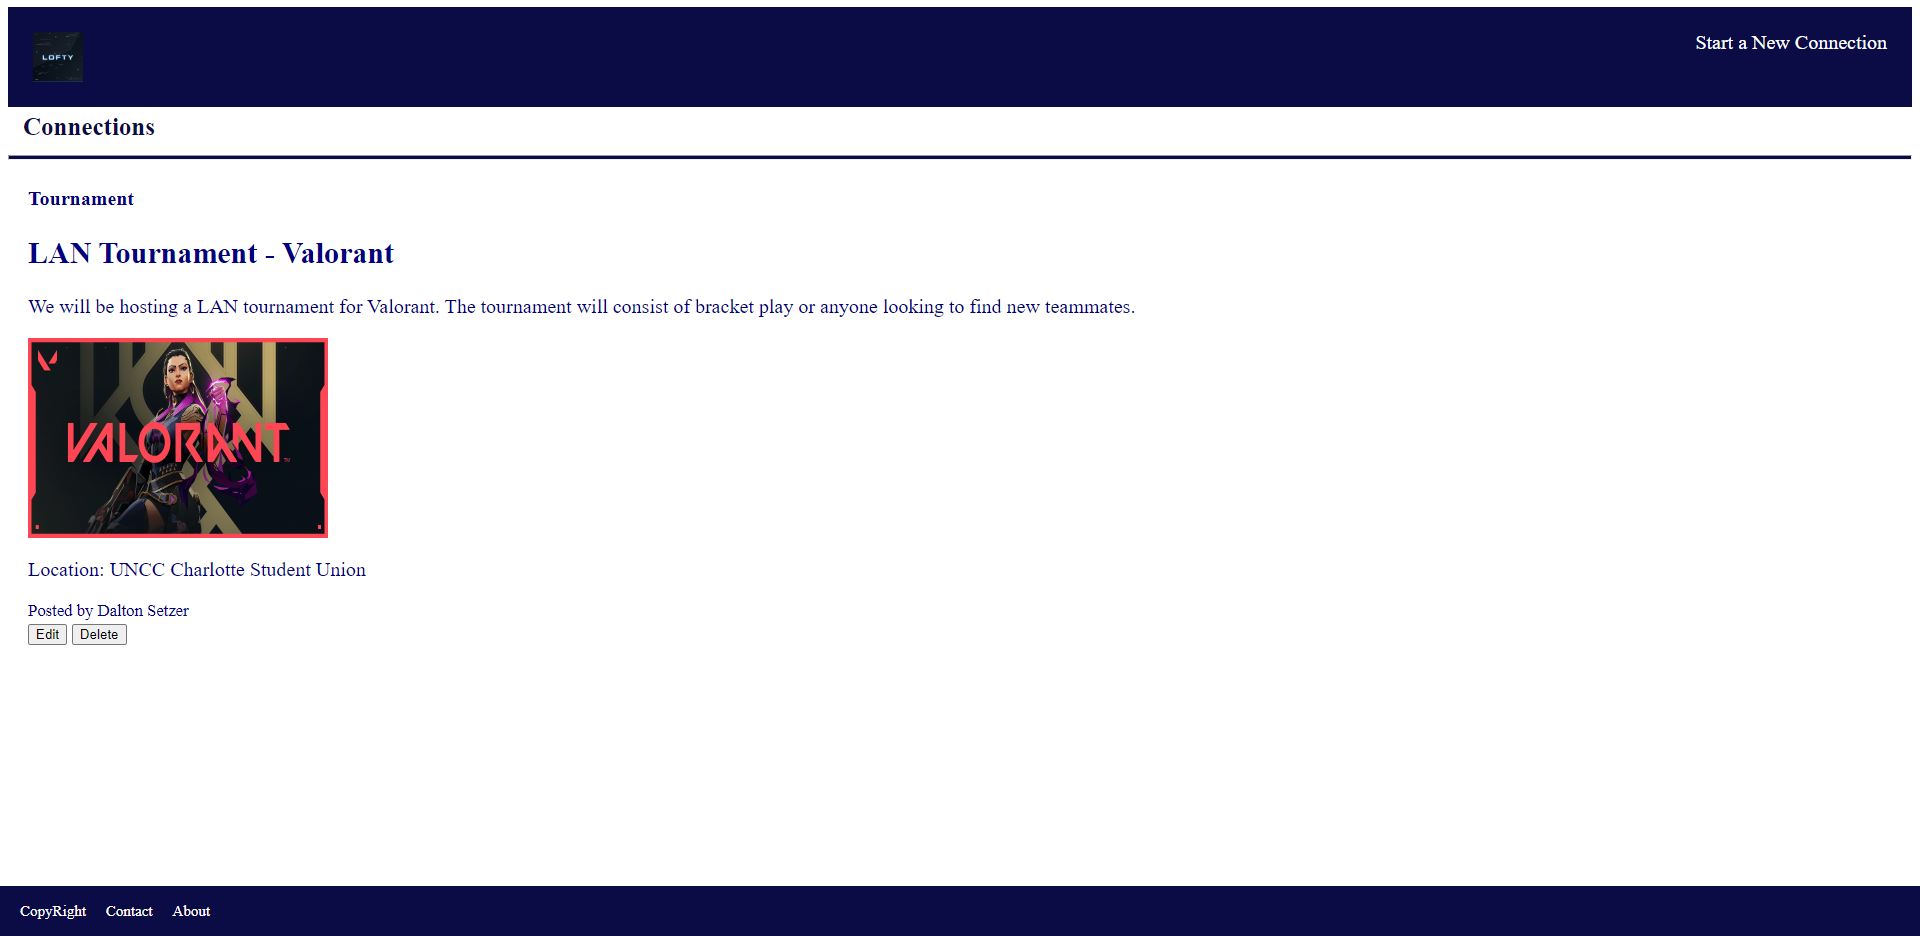 LOFTY
Start a New Connection
Connections
Tournament
LAN Tournament - Valorant
We will be hosting a LAN tournament for Valorant. The tournament will consist of bracket play or anyone looking to find new teammates.
VALORANT™
Location: UNCC Charlotte Student Union
Posted by Dalton Setzer
Edit Delete
CopyRight Contact About